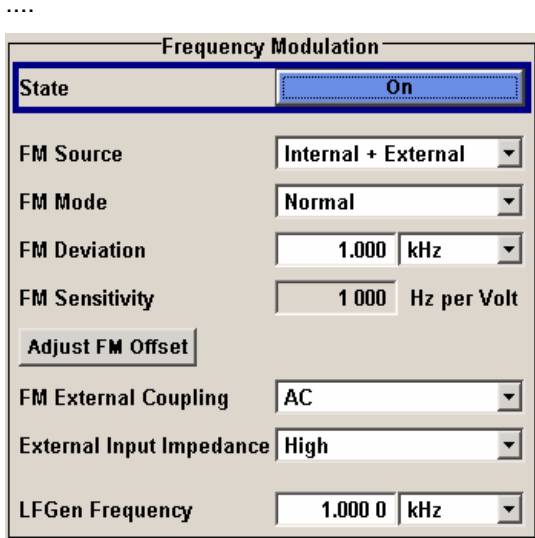 ....
Frequency Modulation
State On
FM Source Internal + External
FM Mode Normal
FM Deviation 1.000 kHz
FM Sensitivity 1 000 Hz per Volt
Adjust FM Offset
FM External Coupling AC
External Input Impedance High
LFGen Frequency 1.000 0 kHz